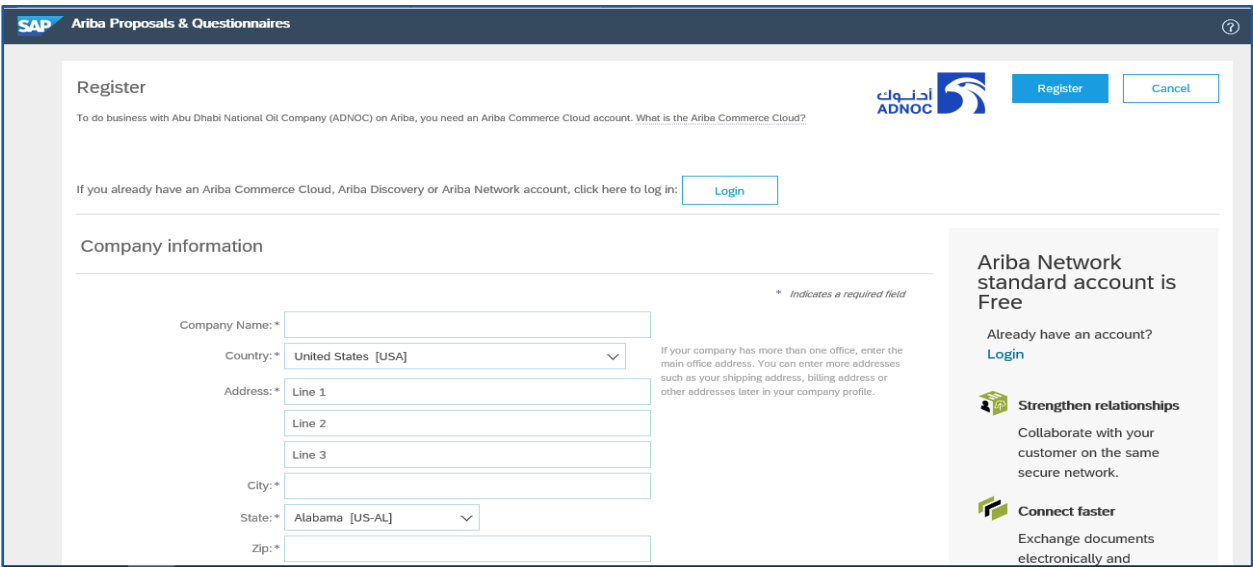 SAP Ariba Proposals & Questionnaires
?
Register
أدنوك
ADNOC
Register
Cancel
To do business with Abu Dhabi National Oil Company (ADNOC) on Ariba, you need an Ariba Commerce Cloud account. What is the Ariba Commerce Cloud?
If you already have an Ariba Commerce Cloud, Ariba Discovery or Ariba Network account, click here to log in:
Login
Company information
* Indicates a required field
Company Name: *
Country: *
United States [USA]
If your company has more than one office, enter the
main office address. You can enter more addresses
such as your shipping address, billing address or
other addresses later in your company profile.
Address: *
Line 1
Line 2
Line 3
City: *
State: *
Alabama [US-AL]
Zip: *
Ariba Network
standard account is
Free
Already have an account?
Login
Strengthen relationships
Collaborate with your
customer on the same
secure network.
Connect faster
Exchange documents
electronically and